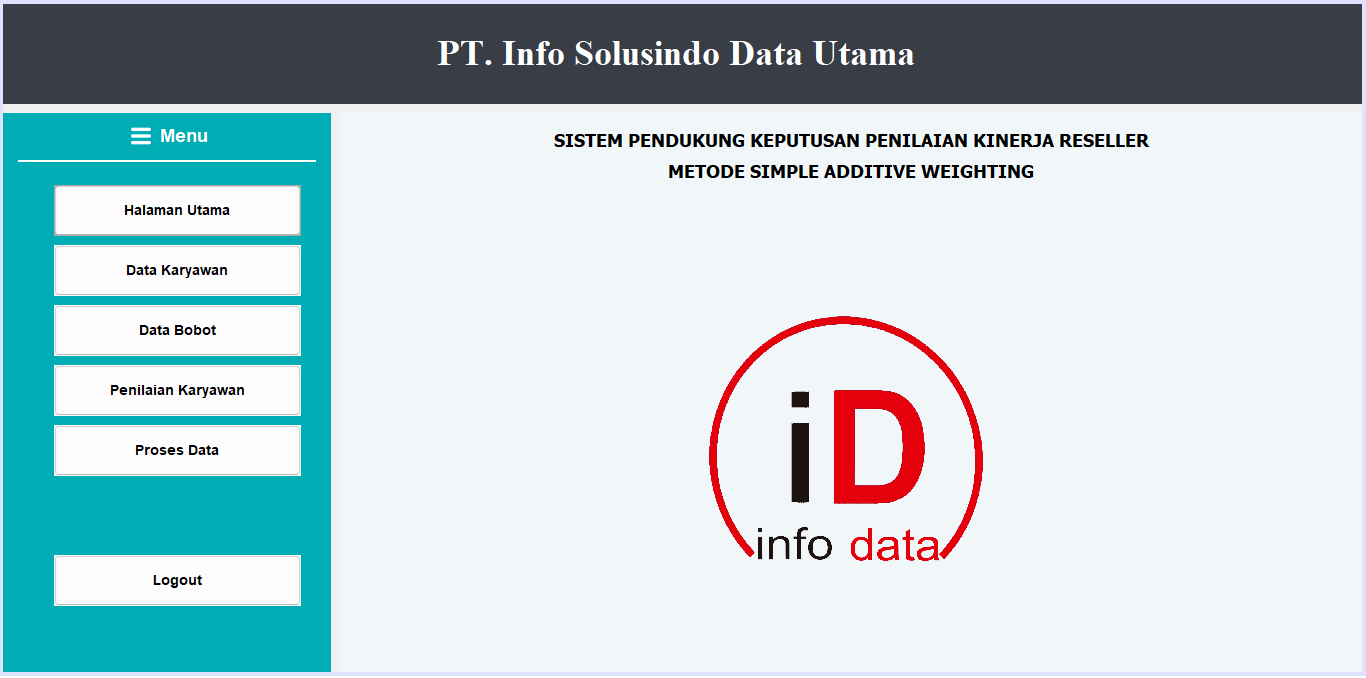 PT. Info Solusindo Data Utama
Menu
Halaman Utama
Data Karyawan
Data Bobot
Penilaian Karyawan
Proses Data
Logout
SISTEM PENDUKUNG KEPUTUSAN PENILAIAN KINERJA RESELLER
METODE SIMPLE ADDITIVE WEIGHTING
iD
info data